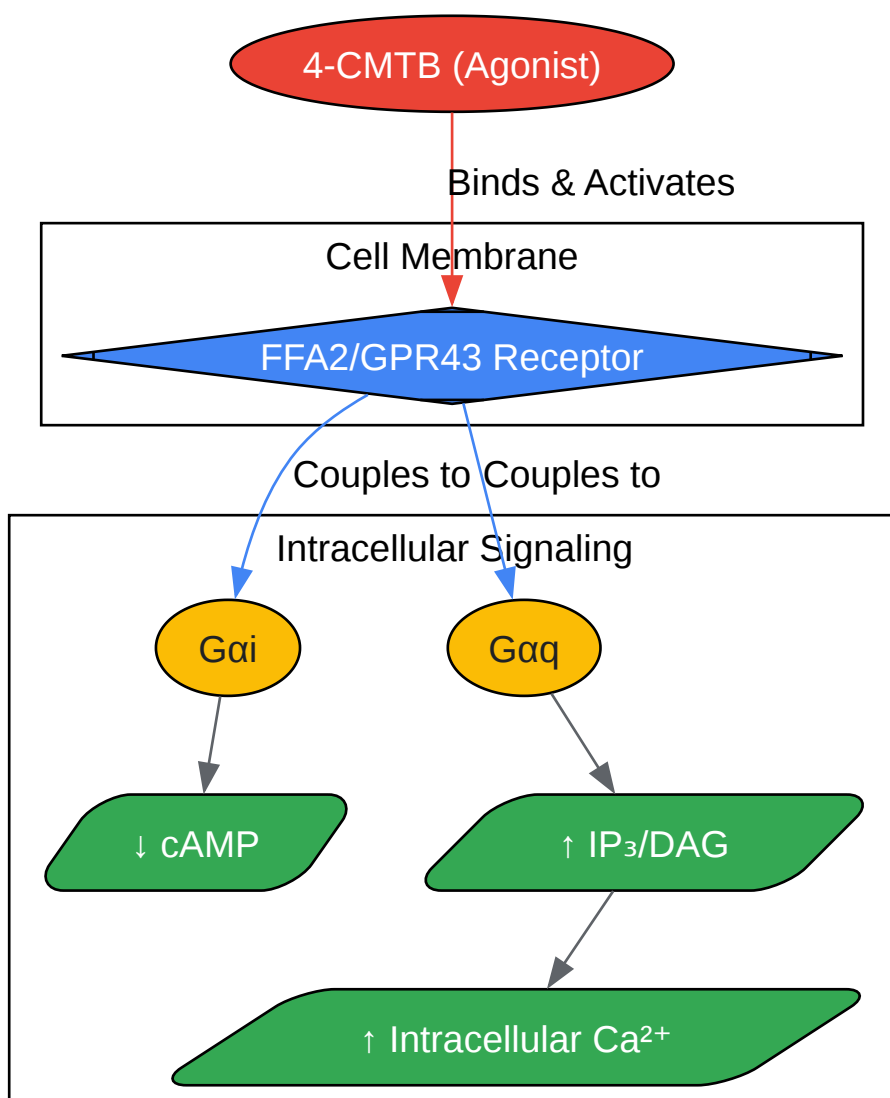 4-CMTB (Agonist)
Binds & Activates
Cell Membrane
FFA2/GPR43 Receptor
Couples to
Couples to
Intracellular Signaling
Gαi
Gαq
↓ cAMP
↑ IP₃/DAG
↑ Intracellular Ca²⁺